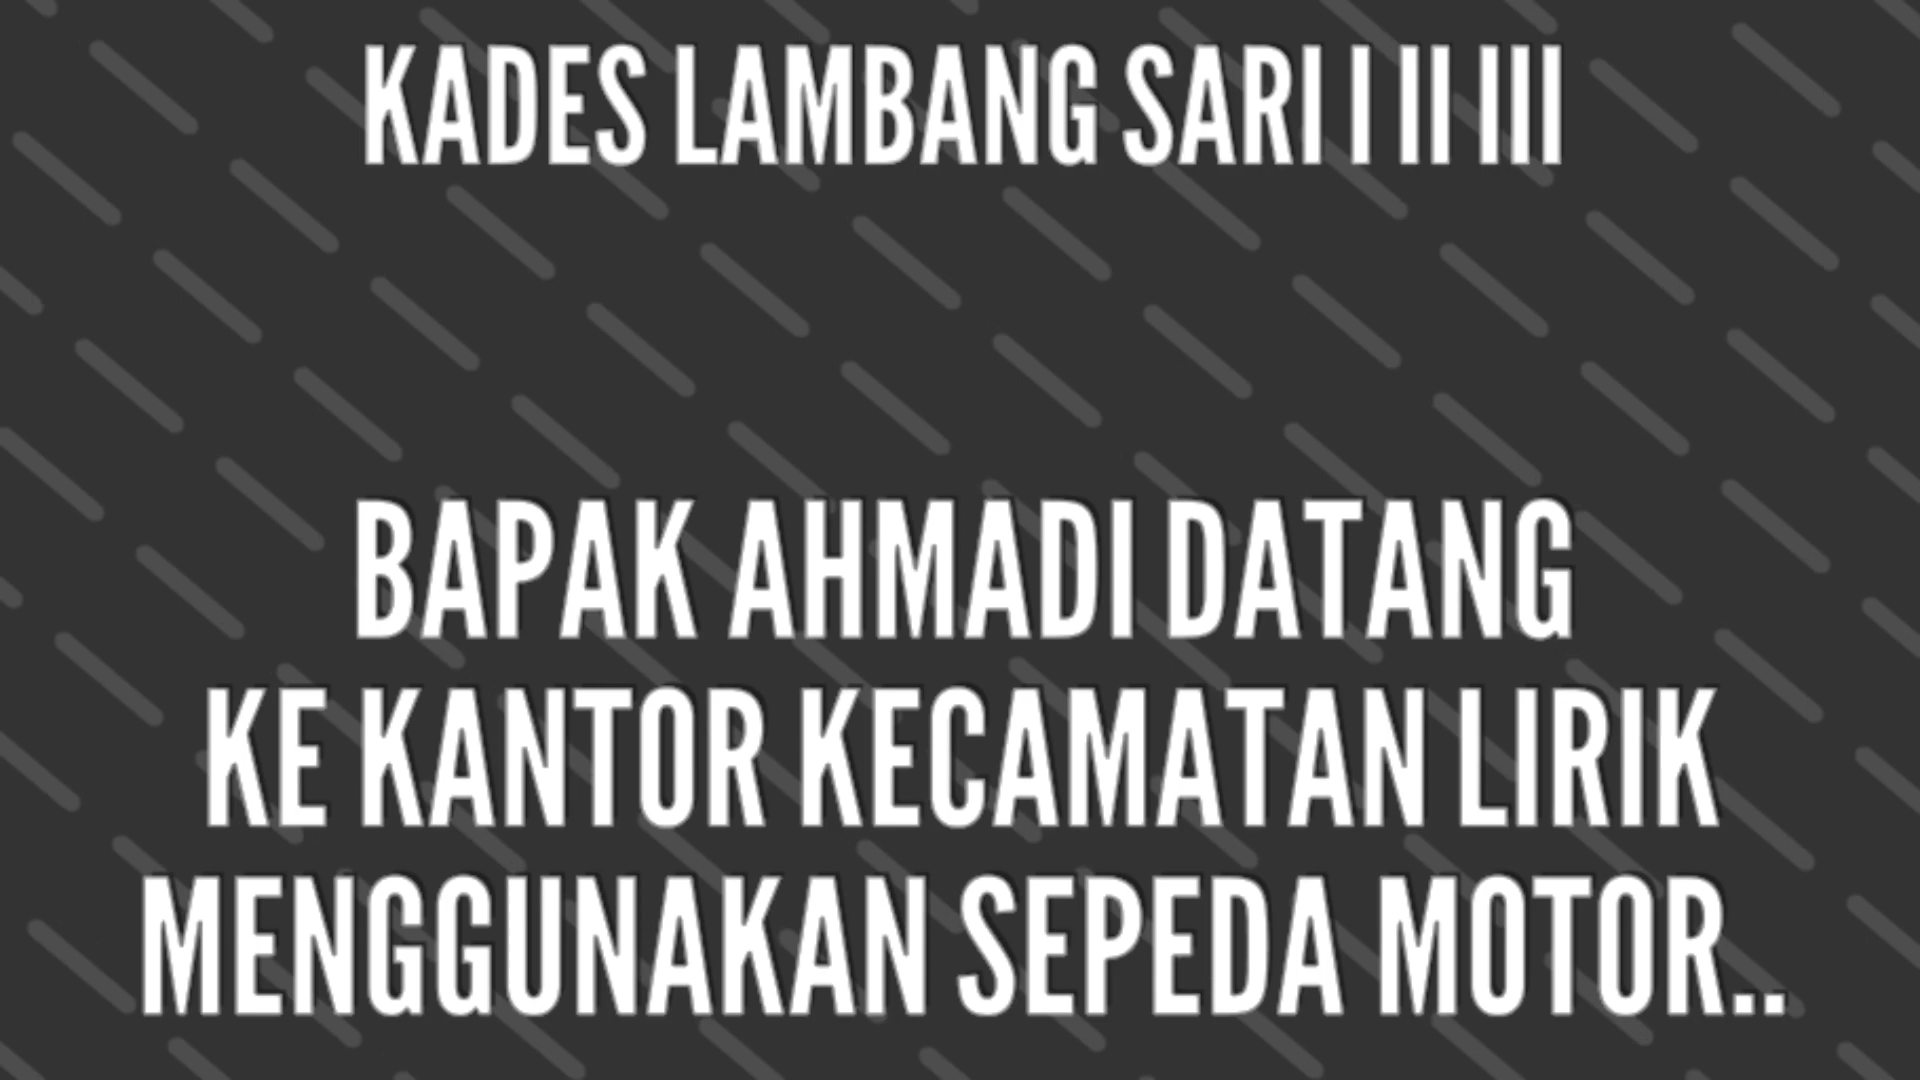 KADES LAMBANG SARI I II III
BAPAK AHMADI DATANG
KE KANTOR KECAMATAN LIRIK
MENGGUNAKAN SEPEDA MOTOR..